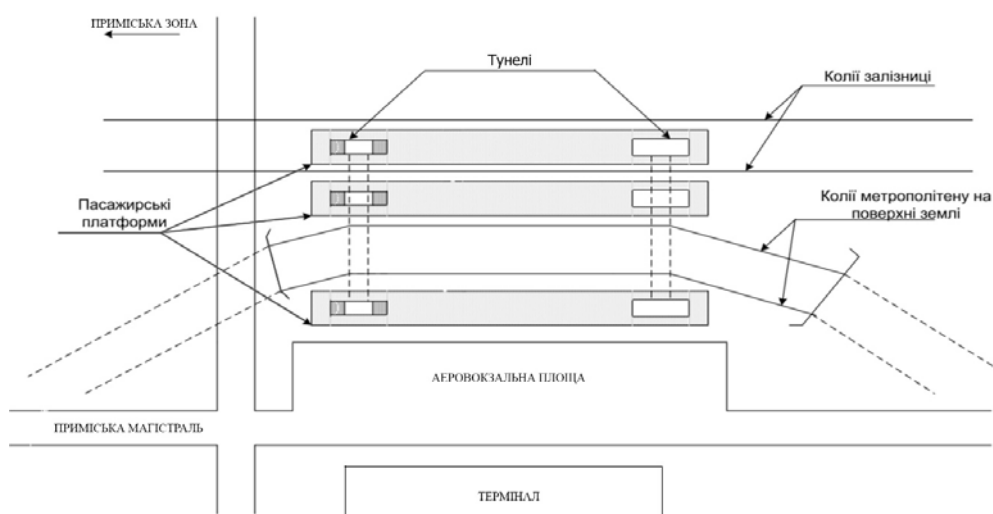 ПРИМІСЬКА ЗОНА
Тунелі
Колії залізниці
Пасажирські
платформи
Колії метрополітену на
поверхні землі
АЕРОВОКЗАЛЬНА ПЛОЩА
ПРИМІСЬКА МАГІСТРАЛЬ
ТЕРМІНАЛ